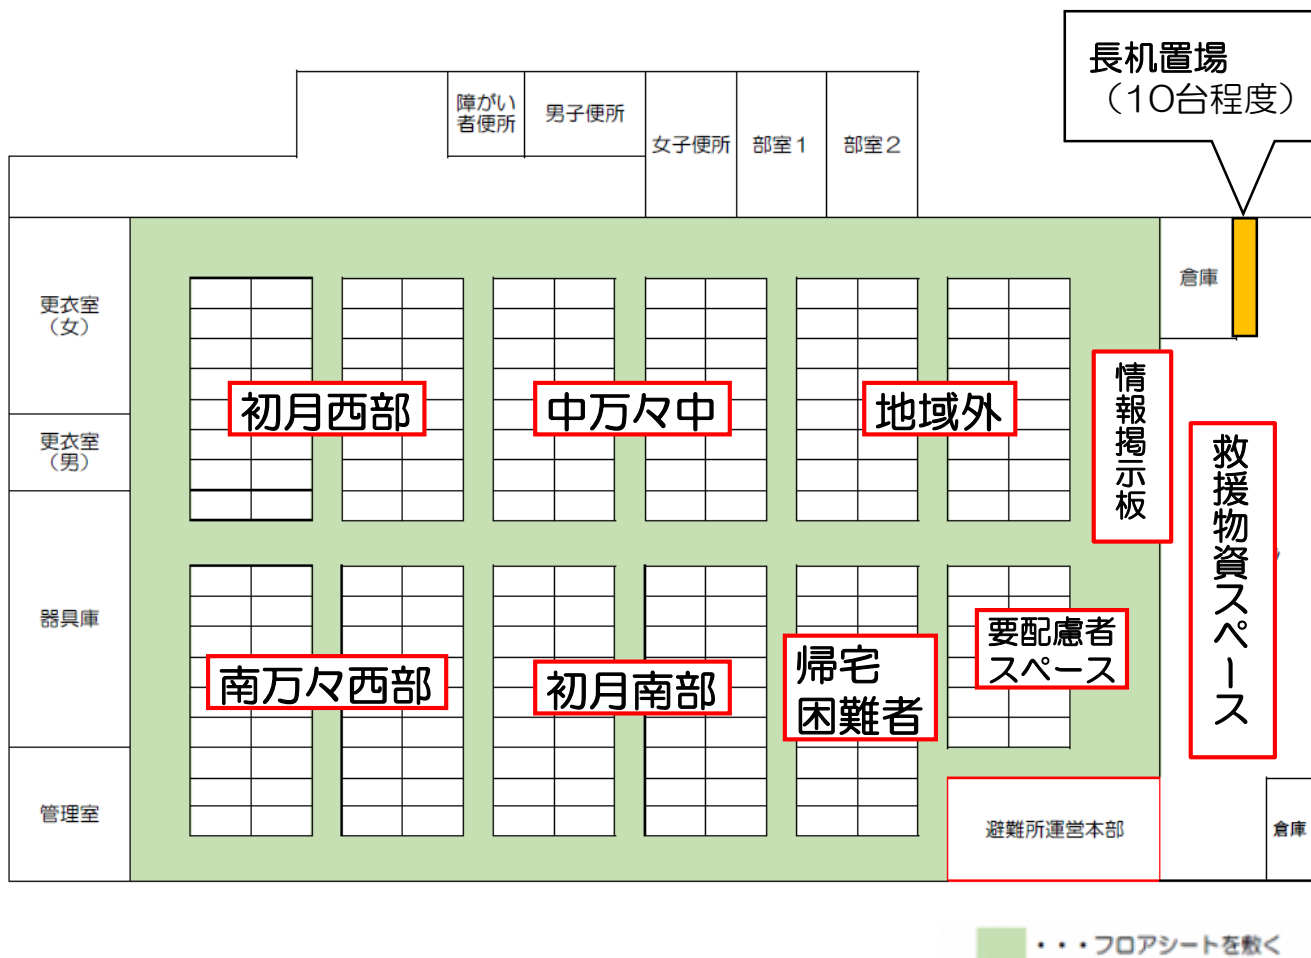 長机置場
（10台程度）
障がい
者便所
男子便所
女子便所
部室１
部室２
倉庫
更衣室
（女）
初月西部
中万々中
地域外
情報掲示板
更衣室
（男）
救援物資スペース
器具庫
南万々西部
初月南部
帰宅
困難者
要配慮者
スペース
管理室
避難所運営本部
倉庫
・・・フロアシートを敷く